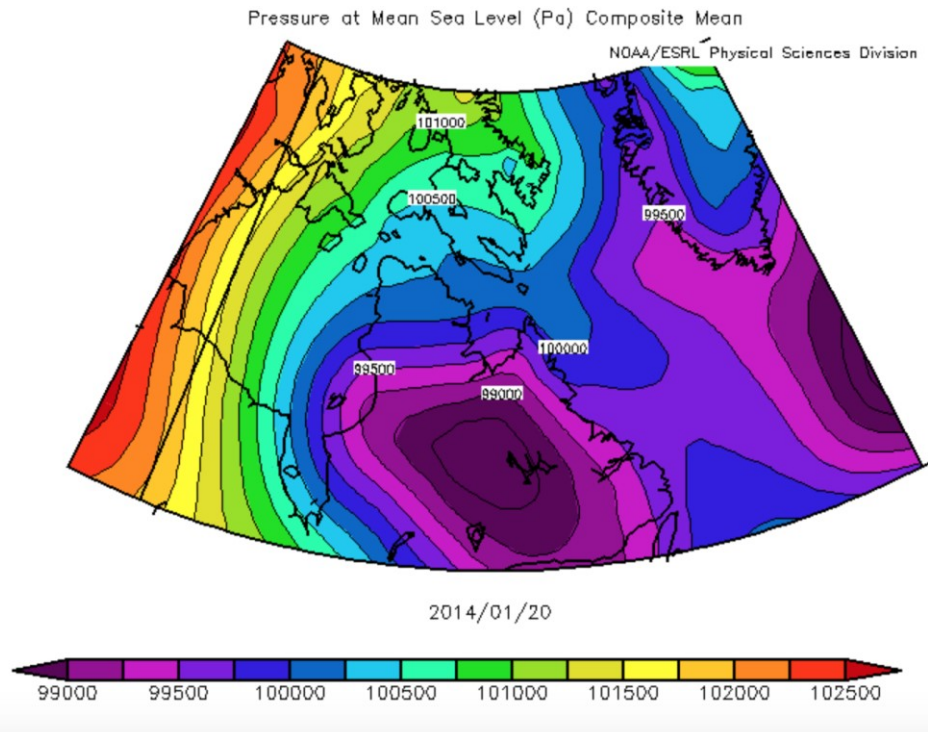 Pressure at Mean Sea Level (Pa) Composite Mean
NOAA/ESRL Physical Sciences Division
101000
100500
99500
100000
99500
99000
2014/01/20
99000 99500 100000 100500 101000 101500 102000 102500